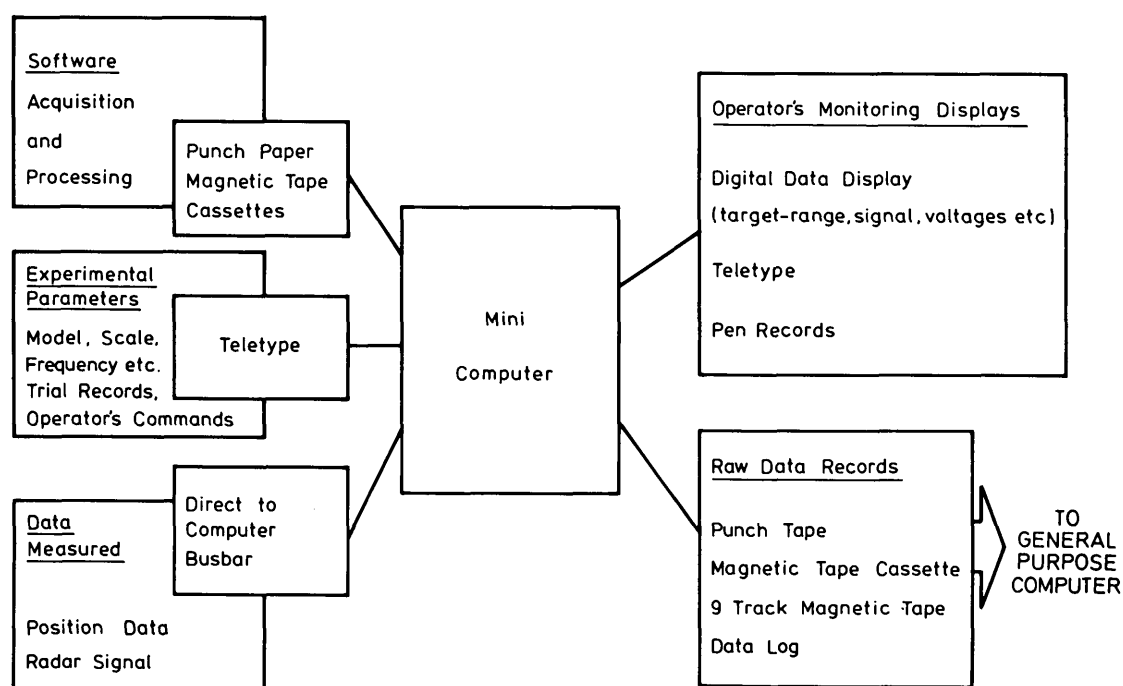 Software
Acquisition
and
Processing
Punch Paper
Magnetic Tape
Cassettes
Experimental
Parameters
Model, Scale,
Frequency etc.
Trial Records,
Operator's Commands
Teletype
Data
Measured
Position Data
Radar Signal
Direct to
Computer
Busbar
Mini
Computer
Operator's Monitoring Displays
Digital Data Display
(target-range, signal, voltages etc)
Teletype
Pen Records
Raw Data Records
Punch Tape
Magnetic Tape Cassette
9 Track Magnetic Tape
Data Log
TO
GENERAL
PURPOSE
COMPUTER